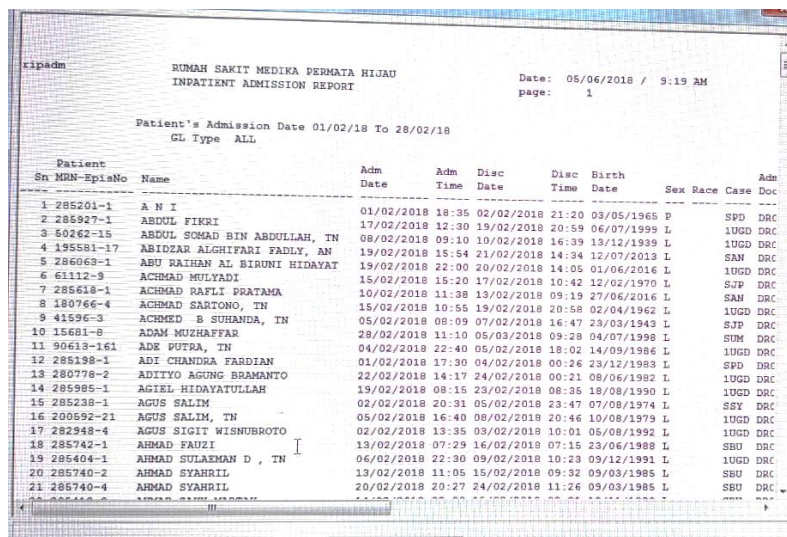 ripadm
RUMAH SAKIT MEDIKA PERMATA HIJAU
INPATIENT ADMISSION REPORT
Date: 05/06/2018 / 9:19 AM
page: 1
Patient's Admission Date 01/02/18 To 28/02/18
GL Type ALL
Patient Adm Adm Disc Disc Birth Adm
Sn MRN-EpisNo Name Date Time Date Time Date Sex Race Case Doc
1 285201-1 A N I 01/02/2018 18:35 02/02/2018 21:20 03/05/1965 P SPD DRC
2 285927-1 ABDUL FIKRI 17/02/2018 12:30 19/02/2018 20:59 06/07/1999 L 1UGD DRC
3 50262-15 ABDUL SOMAD BIN ABDULLAH, TN 08/02/2018 09:10 10/02/2018 16:39 13/12/1939 L 1UGD DRC
4 195581-17 ABIDZAR ALGHIFARI FADLY, AN 19/02/2018 15:54 21/02/2018 14:34 12/07/2013 L SAN DRC
5 286063-1 ABU RAIHAN AL BIRUNI HIDAYAT 19/02/2018 22:00 20/02/2018 14:05 01/06/2016 L 1UGD DRC
6 61112-9 ACHMAD MULYADI 15/02/2018 15:20 17/02/2018 10:42 12/02/1970 L SJP DRC
7 285618-1 ACHMAD RAFLI PRATAMA 10/02/2018 11:38 13/02/2018 09:19 27/06/2016 L SAN DRC
8 180766-4 ACHMAD SARTONO, TN 15/02/2018 10:55 19/02/2018 20:58 02/04/1962 L 1UGD DRC
9 41596-3 ACHMED B SUHANDA, TN 05/02/2018 08:09 07/02/2018 16:47 23/03/1943 L SJP DRC
10 15681-8 ADAM MUZHAFFAR 28/02/2018 11:10 05/03/2018 09:28 04/07/1998 L SUM DRC
11 90613-161 ADE PUTRA, TN 04/02/2018 22:40 05/02/2018 18:02 14/09/1986 L 1UGD DRC
12 285198-1 ADI CHANDRA FARDIAN 01/02/2018 17:30 04/02/2018 00:26 23/12/1983 L SPD DRC
13 280778-2 ADITYO AGUNG BRAMANTO 22/02/2018 14:17 24/02/2018 00:21 08/06/1982 L 1UGD DRC
14 285985-1 AGIEL HIDAYATULLAH 19/02/2018 08:15 23/02/2018 08:35 18/08/1990 L 1UGD DRC
15 285238-1 AGUS SALIM 02/02/2018 20:31 05/02/2018 23:47 07/08/1974 L SSY DRC
16 200592-21 AGUS SALIM, TN 05/02/2018 16:40 08/02/2018 20:46 10/08/1979 L 1UGD DRC
17 282948-4 AGUS SIGIT WISNUBROTO 02/02/2018 13:35 03/02/2018 10:01 05/08/1992 L 1UGD DRC
18 285742-1 AHMAD FAUZI 13/02/2018 07:29 16/02/2018 07:15 23/06/1988 L SBU DRC
19 285404-1 AHMAD SULAEMAN D , TN 06/02/2018 22:30 09/02/2018 10:23 09/12/1991 L 1UGD DRC
20 285740-2 AHMAD SYAHRIL 13/02/2018 11:05 15/02/2018 09:32 09/03/1985 L SBU DRC
21 285740-4 AHMAD SYAHRIL 20/02/2018 20:27 24/02/2018 11:26 09/03/1985 L SBU DRC